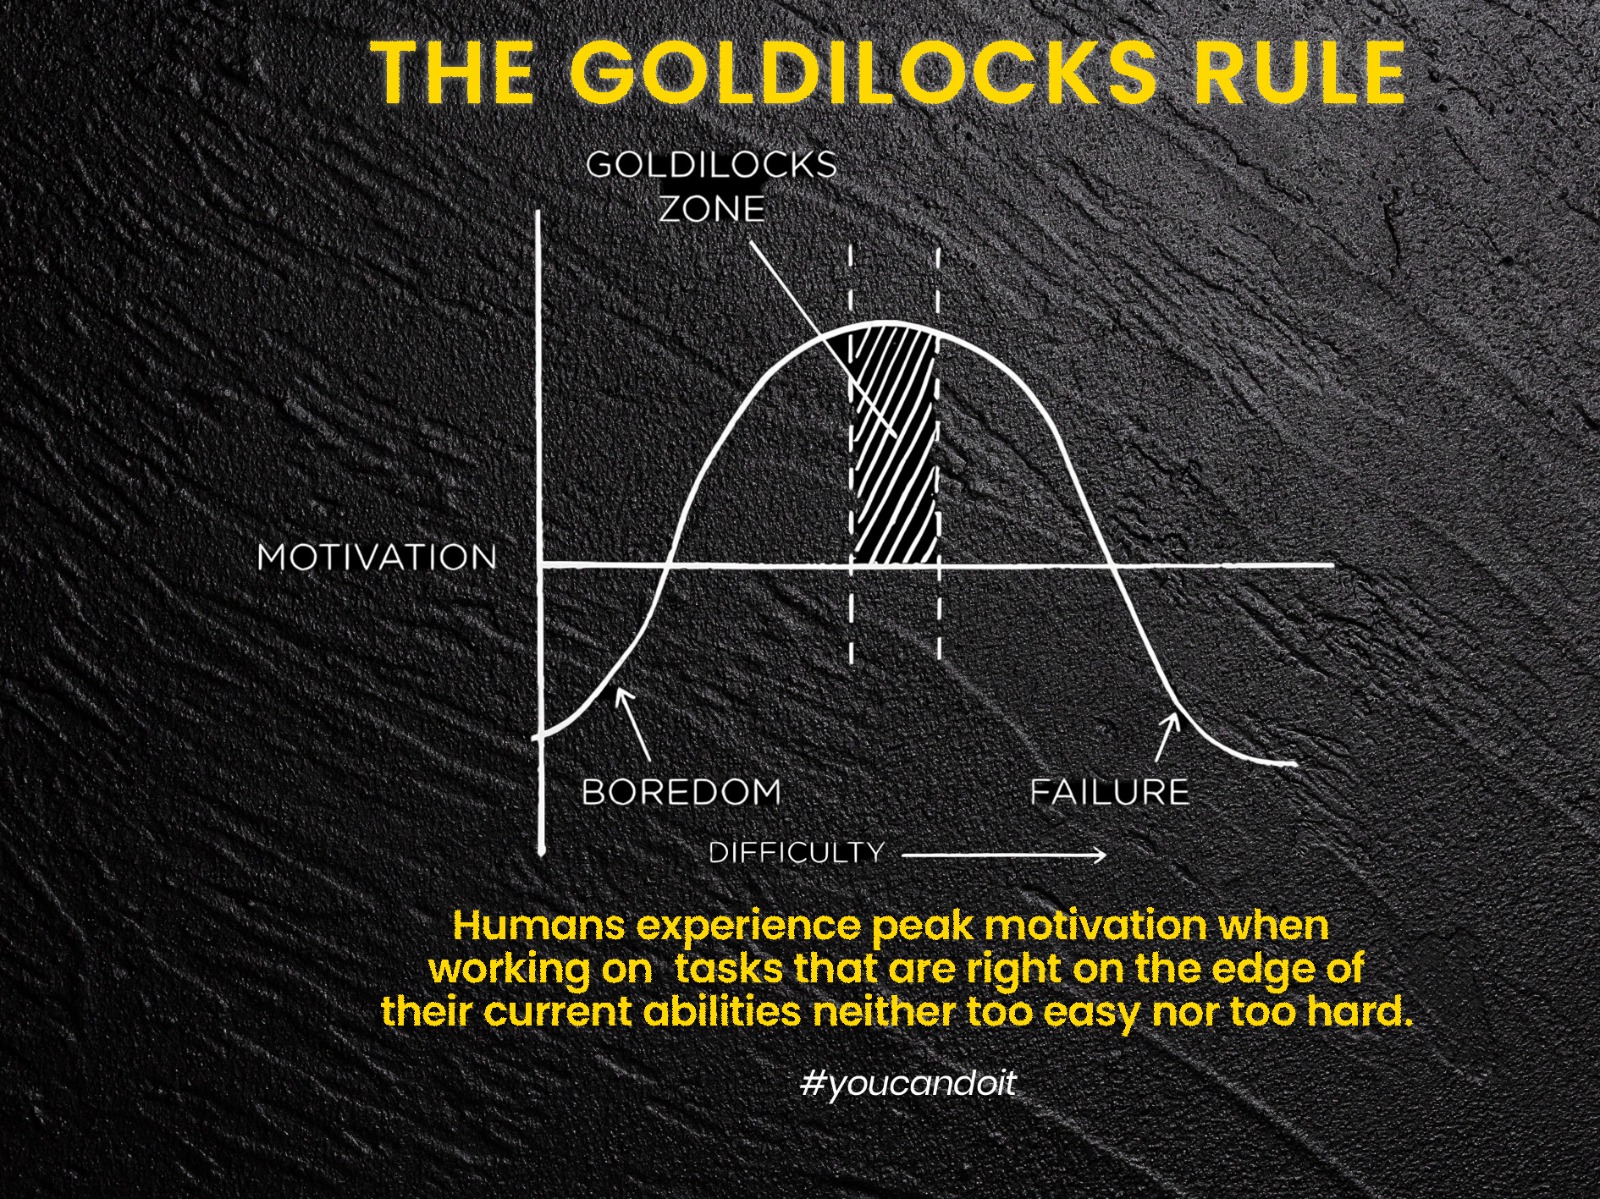 THE GOLDILOCKS RULE
GOLDILOCKS
ZONE
MOTIVATION
BOREDOM
FAILURE
DIFFICULTY
Humans experience peak motivation when
working on  tasks that are right on the edge of
their current abilities neither too easy nor too hard.
#youcandoit